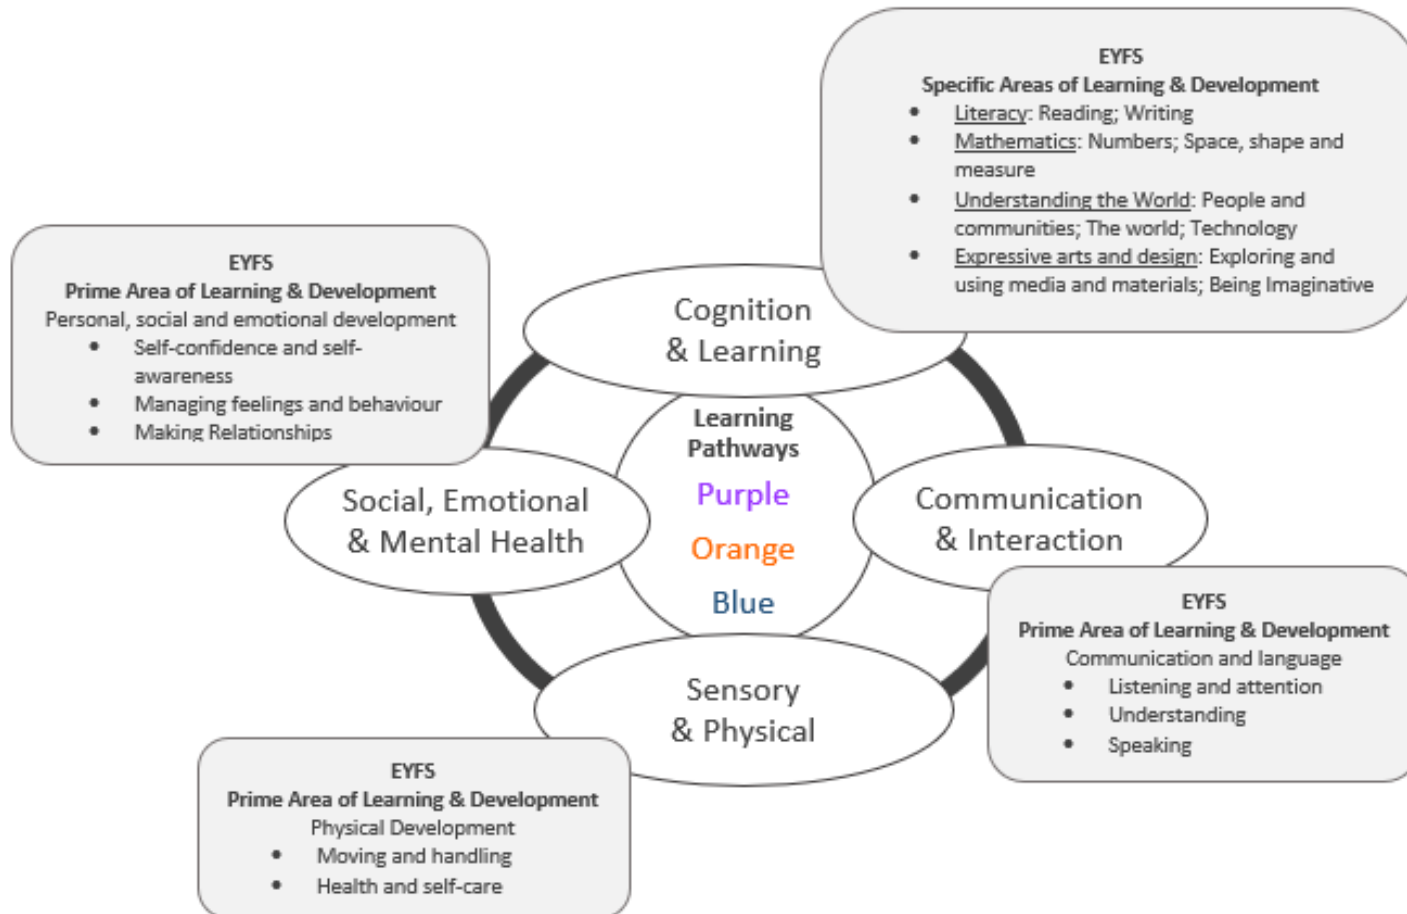 EYFS
Specific Areas of Learning & Development
• Literacy: Reading; Writing
• Mathematics: Numbers; Space, shape and
measure
• Understanding the World: People and
communities; The world; Technology
• Expressive arts and design: Exploring and
using media and materials; Being Imaginative
EYFS
Prime Area of Learning & Development
Personal, social and emotional development
• Self-confidence and self-
awareness
• Managing feelings and behaviour
• Making Relationships
Cognition
& Learning
Learning
Pathways
Purple
Orange
Blue
Social, Emotional
& Mental Health
Communication
& Interaction
Sensory
& Physical
EYFS
Prime Area of Learning & Development
Communication and language
• Listening and attention
• Understanding
• Speaking
EYFS
Prime Area of Learning & Development
Physical Development
• Moving and handling
• Health and self-care